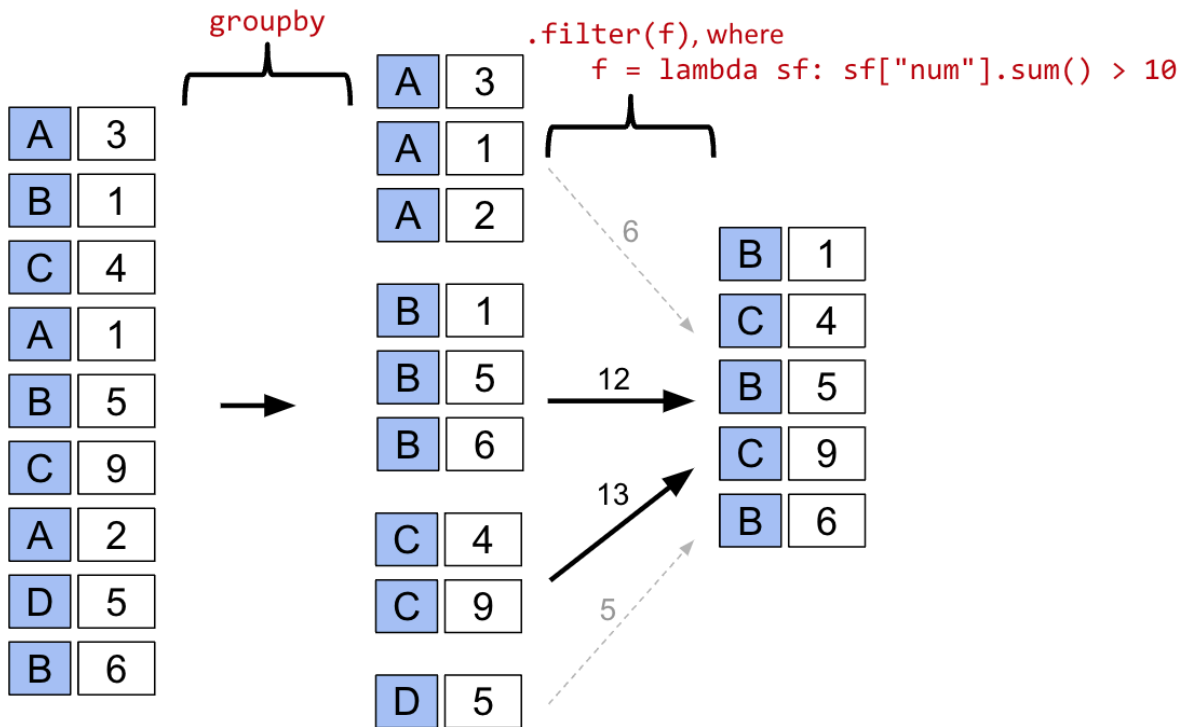 groupby
.filter(f), where
f = lambda sf: sf["num"].sum() > 10
A 3
B 1
C 4
A 1
B 5
C 9
A 2
D 5
B 6
A 3
A 1
A 2
B 1
B 5
B 6
C 4
C 9
D 5
6
12
13
5
B 1
C 4
B 5
C 9
B 6